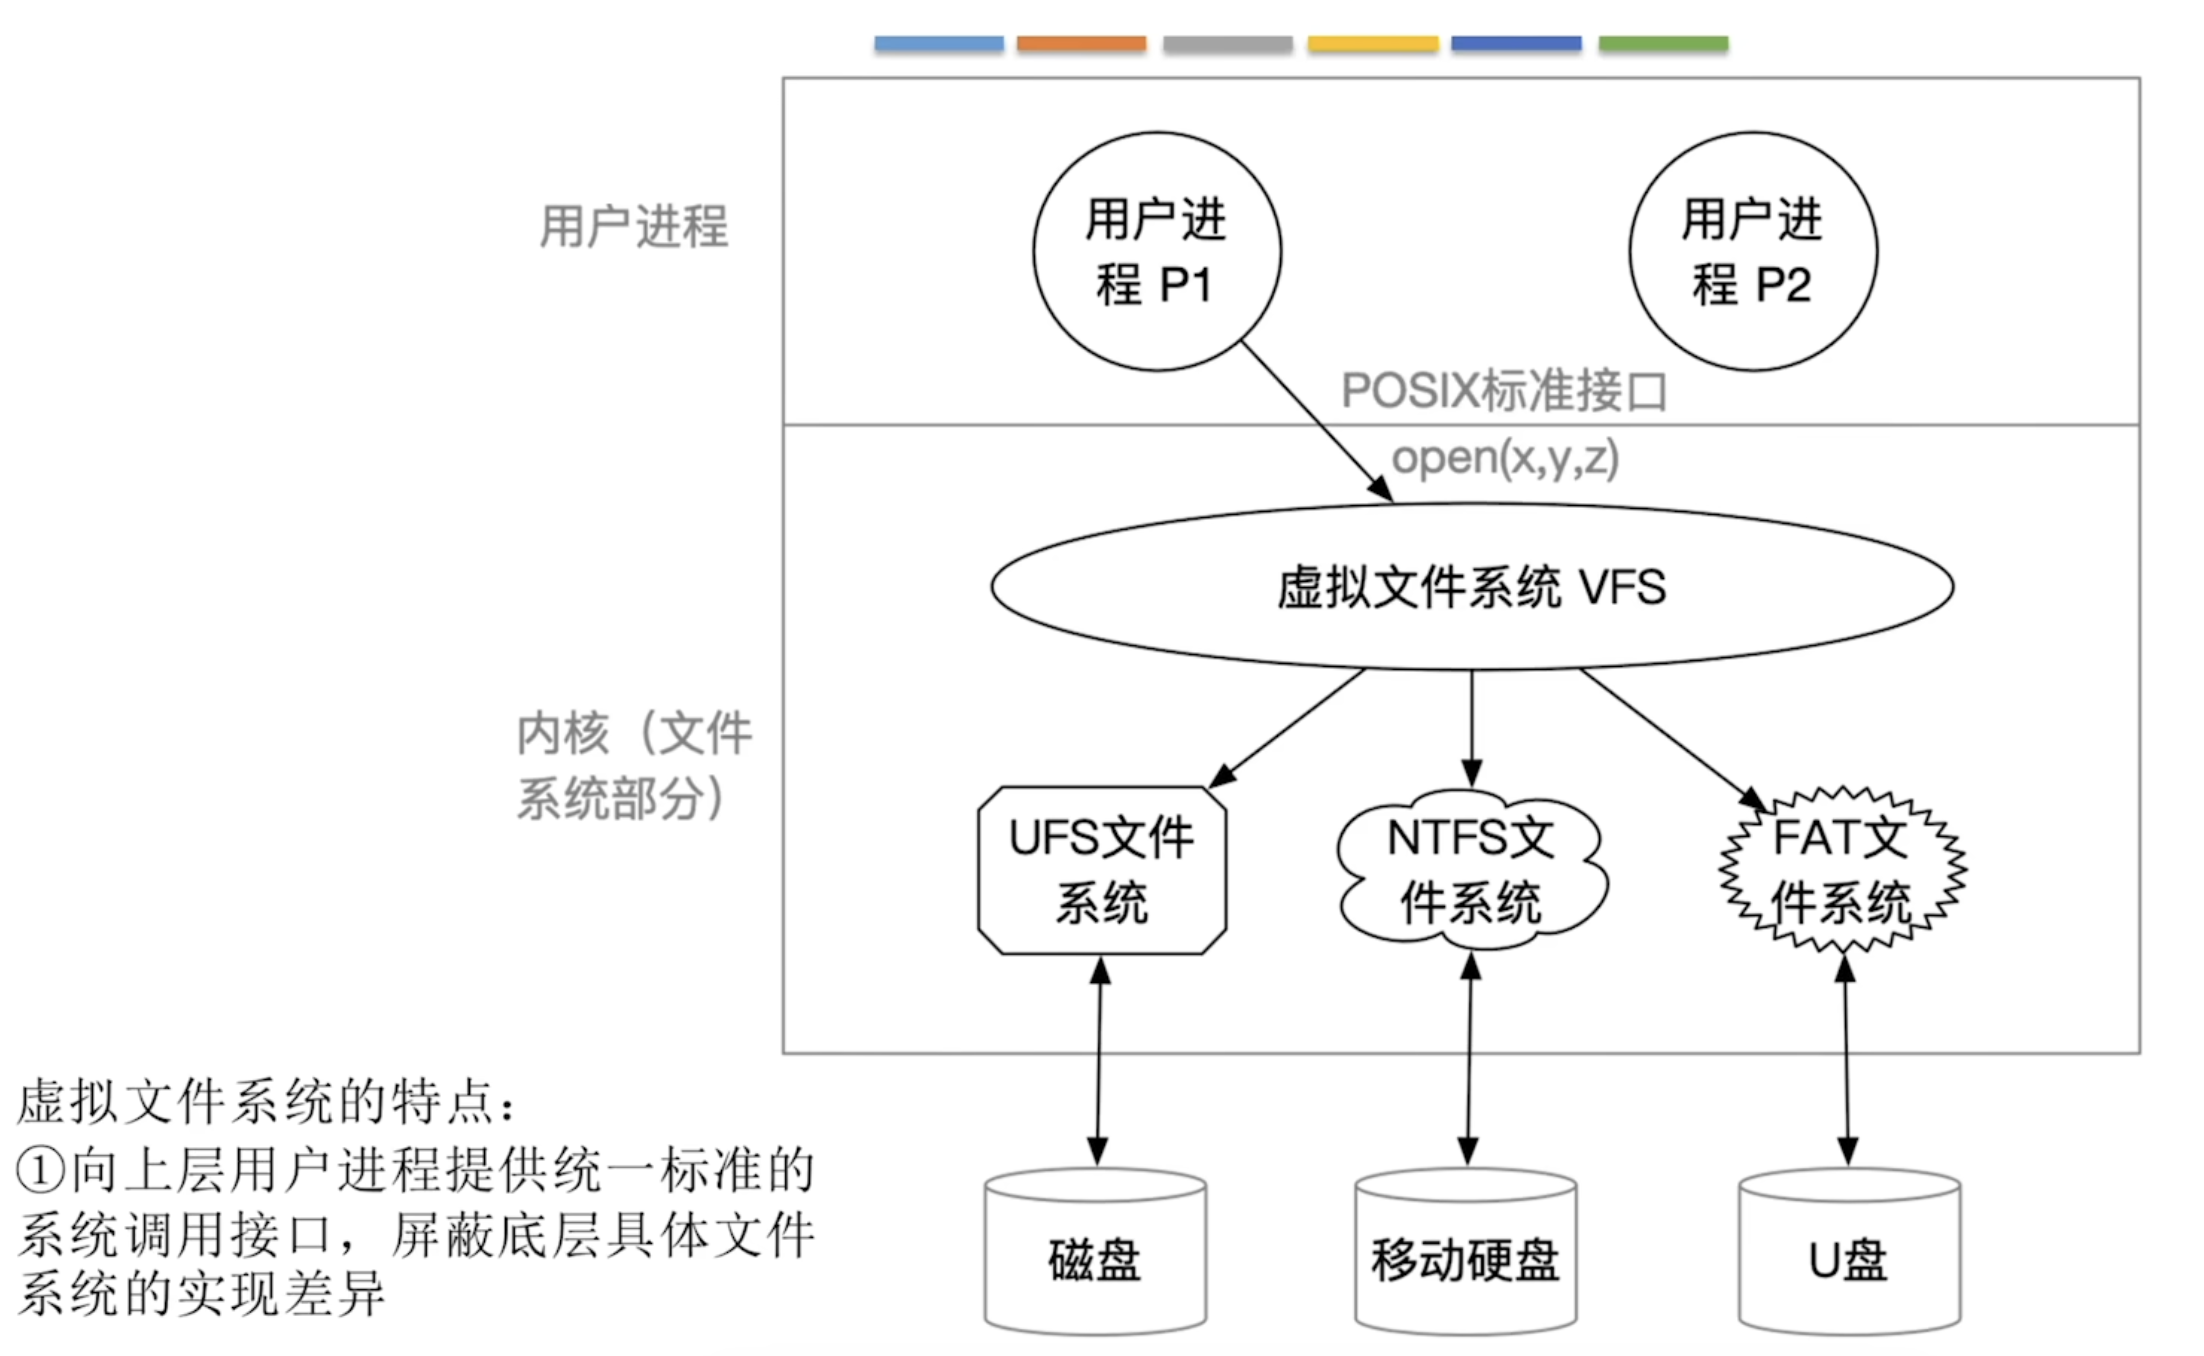 用户进程
用户进
程 P1
用户进
程 P2
POSIX标准接口
open(x,y,z)
虚拟文件系统 VFS
内核（文件
系统部分）
UFS文件
系统
NTFS文
件系统
FAT文
件系统
虚拟文件系统的特点：
①向上层用户进程提供统一标准的
系统调用接口，屏蔽底层具体文件
系统的实现差异
磁盘
移动硬盘
U盘